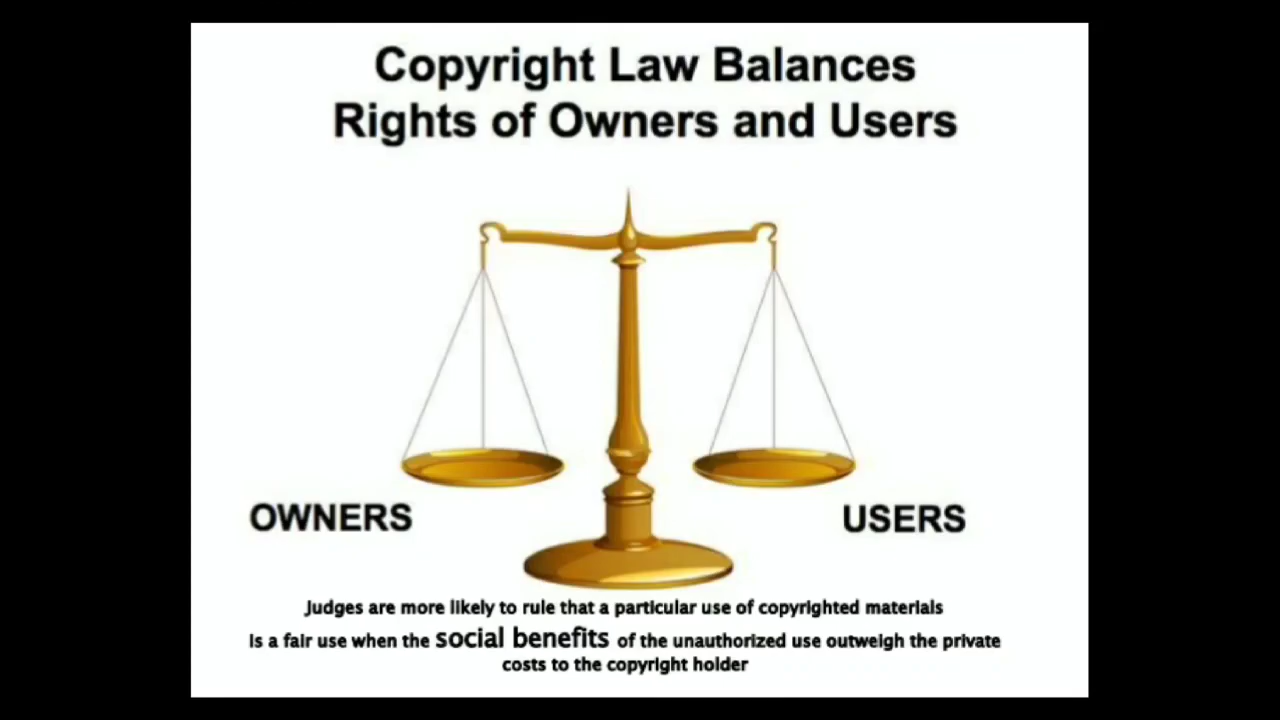 Copyright Law Balances
Rights of Owners and Users
OWNERS
USERS
Judges are more likely to rule that a particular use of copyrighted materials
is a fair use when the social benefits of the unauthorized use outweigh the private
costs to the copyright holder